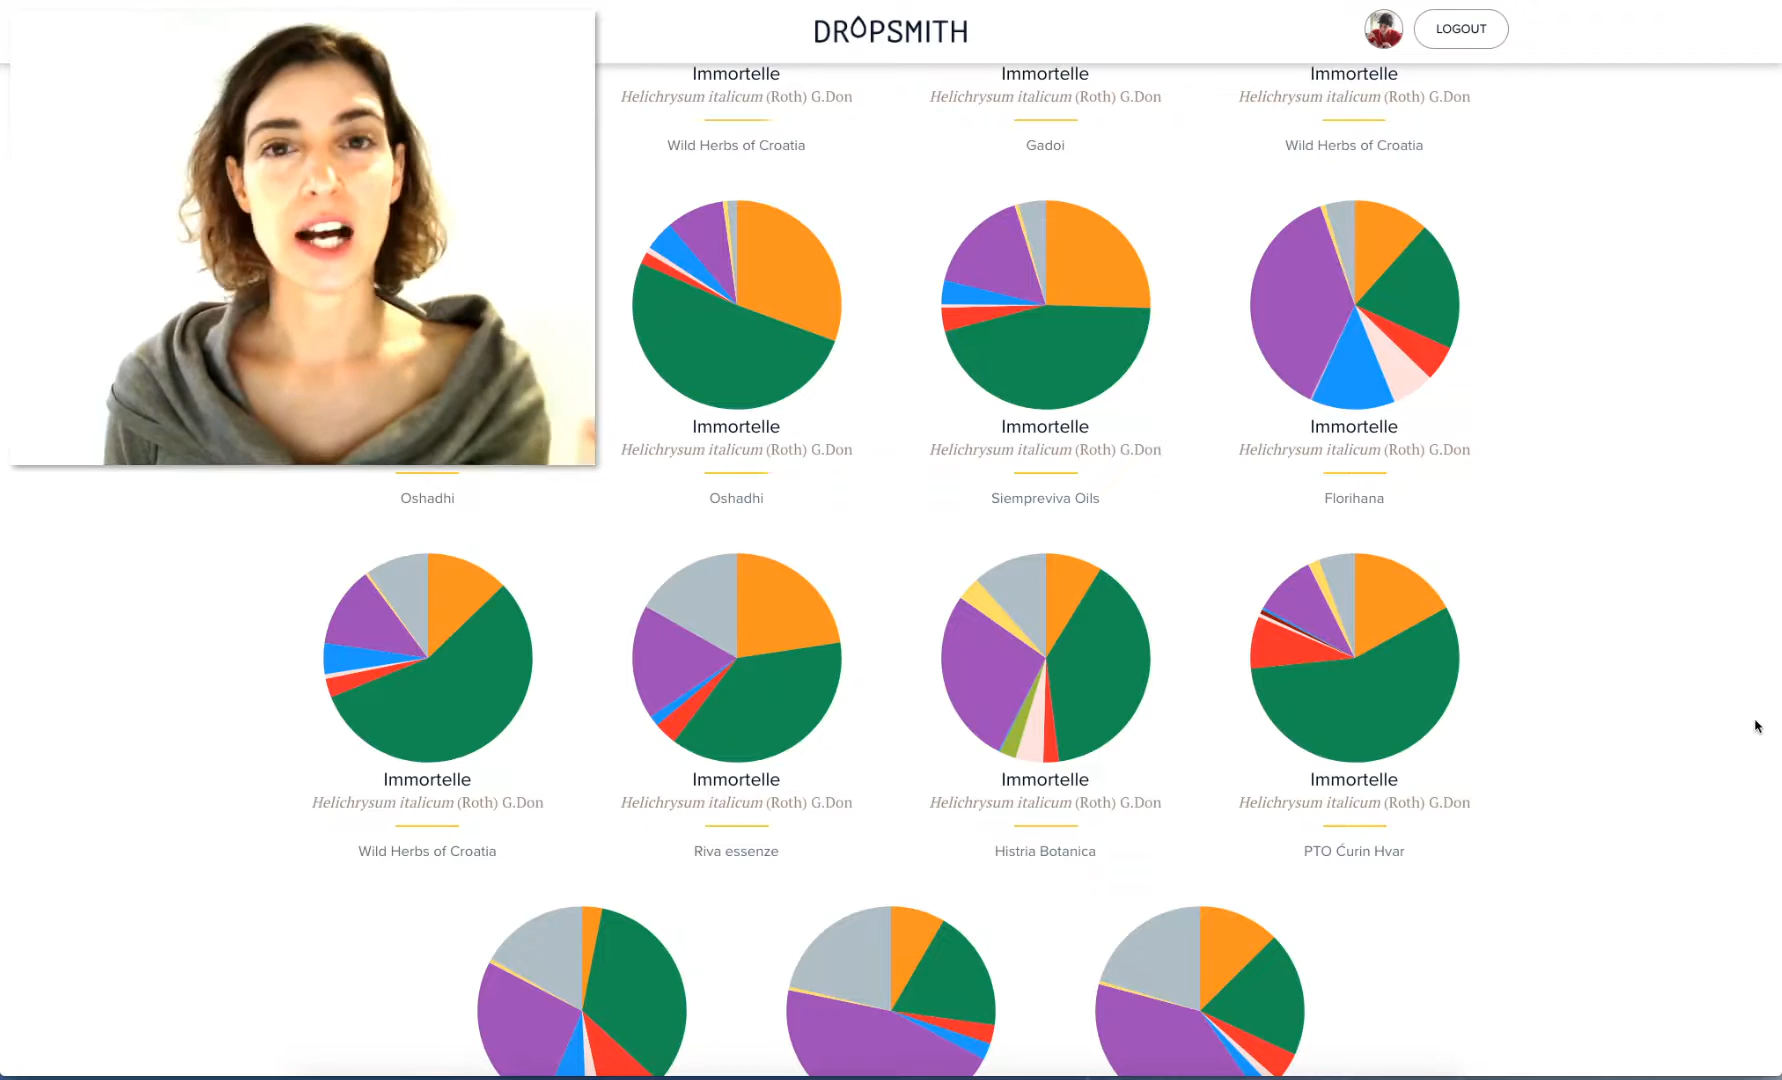 DROPSMITH
LOGOUT
Immortelle
Helichrysum italicum (Roth) G.Don
Wild Herbs of Croatia
Immortelle
Helichrysum italicum (Roth) G.Don
Gadoi
Immortelle
Helichrysum italicum (Roth) G.Don
Wild Herbs of Croatia
Oshadhi
Immortelle
Helichrysum italicum (Roth) G.Don
Oshadhi
Immortelle
Helichrysum italicum (Roth) G.Don
Siempreviva Oils
Immortelle
Helichrysum italicum (Roth) G.Don
Florihana
Immortelle
Helichrysum italicum (Roth) G.Don
Wild Herbs of Croatia
Immortelle
Helichrysum italicum (Roth) G.Don
Riva essenze
Immortelle
Helichrysum italicum (Roth) G.Don
Histria Botanica
Immortelle
Helichrysum italicum (Roth) G.Don
PTO Ćurin Hvar